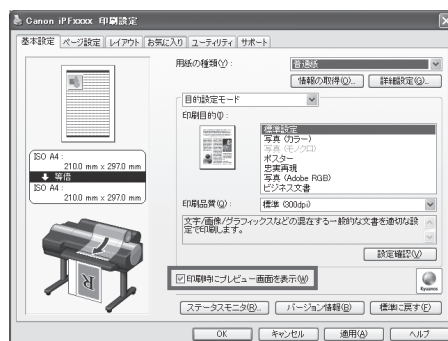 Canon iPFxxxx 印刷設定
基本設定 ページ設定 レイアウト お気に入り ユーティリティ サポート
用紙の種類(Y): 普通紙
情報の取得(Q)... 詳細設定(G)...
目的設定モード
印刷目的(I):
標準設定
写真 (カラー)
写真 (モノクロ)
ポスター
忠実再現
写真 (Adobe RGB)
ビジネス文書
ISO A4 :
210.0 mm x 297.0 mm
等倍
ISO A4 :
210.0 mm x 297.0 mm
印刷品質(Q): 標準 (300dpi)
文字/画像/グラフィックスなどの混在する一般的な文書を適切な設定で印刷します。
設定確認(V)
印刷時にプレビュー画面を表示(W)
Kyuanos
ステータスモニタ(R)... バージョン情報(B) 標準に戻す(F)
OK キャンセル 適用(A) ヘルプ